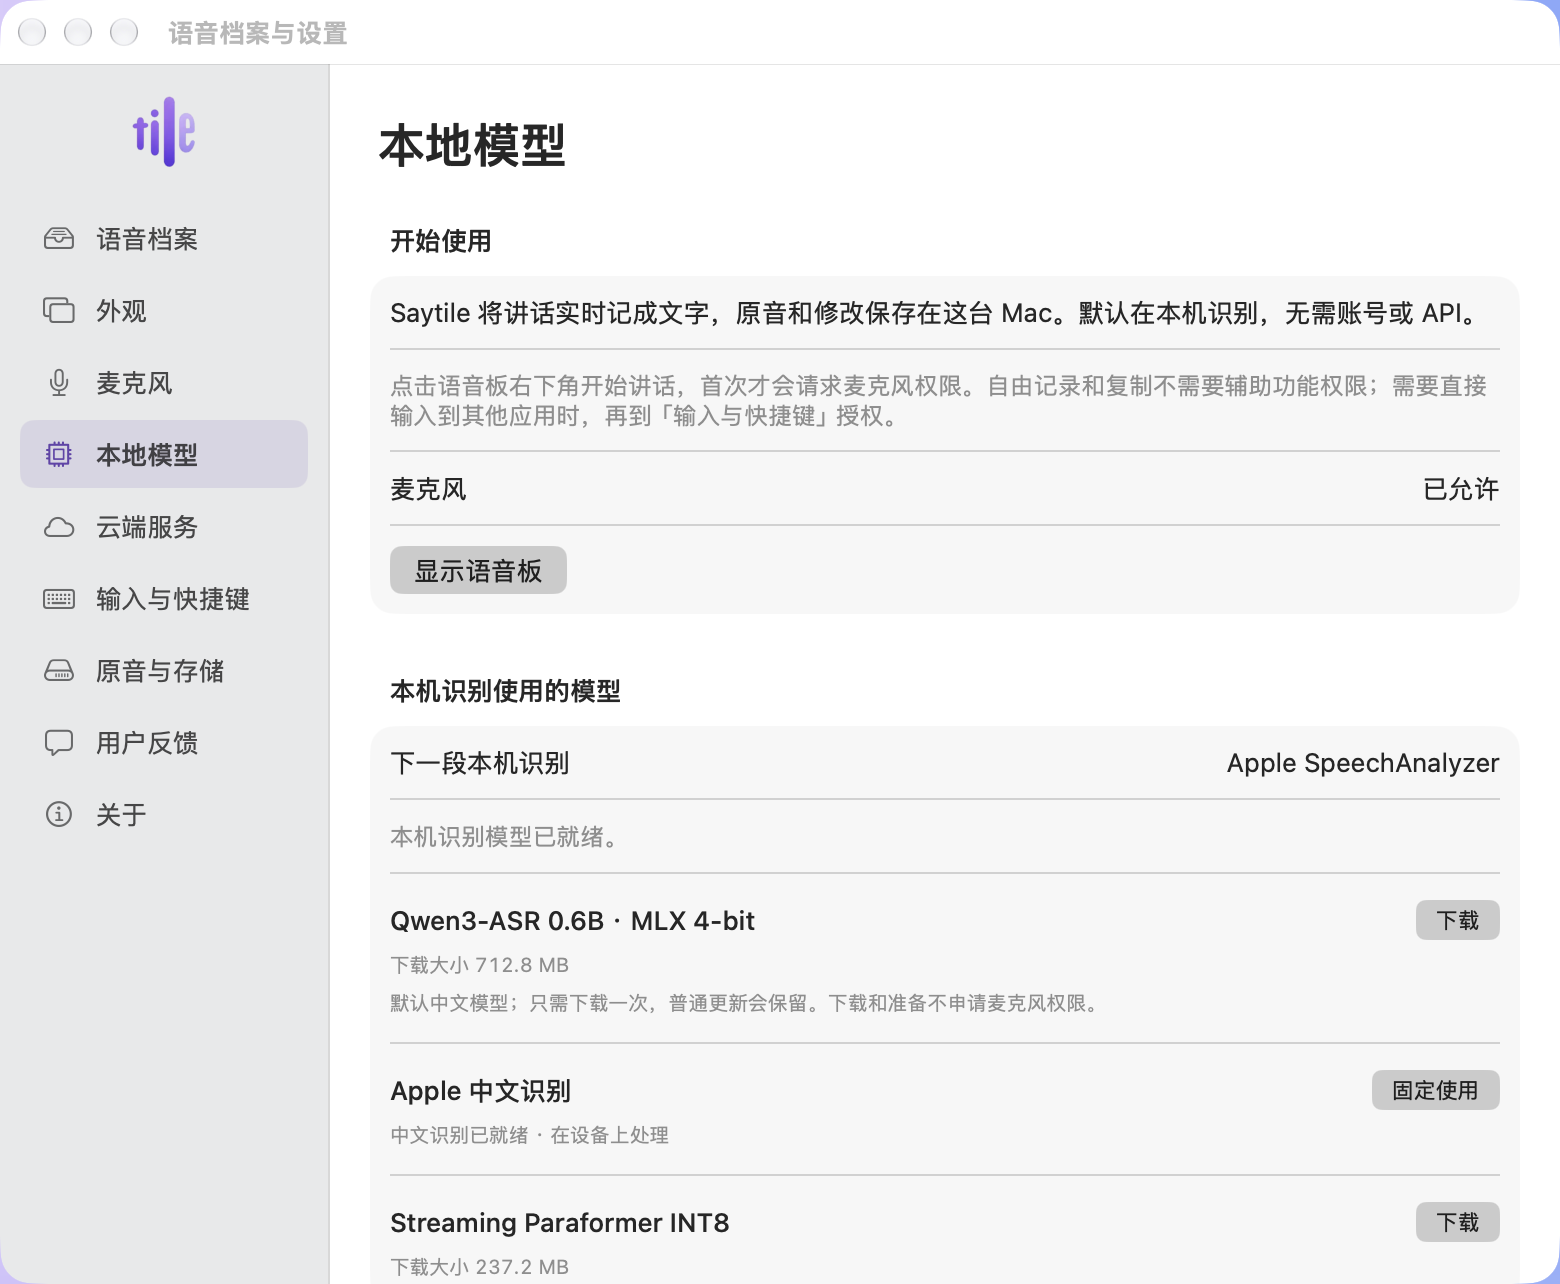 语音档案与设置
tile
语音档案
外观
麦克风
本地模型
云端服务
输入与快捷键
原音与存储
用户反馈
关于
本地模型
开始使用
Saytile 将讲话实时记成文字，原音和修改保存在这台 Mac。默认在本机识别，无需账号或 API。
点击语音板右下角开始讲话，首次才会请求麦克风权限。自由记录和复制不需要辅助功能权限；需要直接
输入到其他应用时，再到「输入与快捷键」授权。
麦克风 已允许
显示语音板
本机识别使用的模型
下一段本机识别 Apple SpeechAnalyzer
本机识别模型已就绪。
Qwen3-ASR 0.6B · MLX 4-bit 下载
下载大小 712.8 MB
默认中文模型；只需下载一次，普通更新会保留。下载和准备不申请麦克风权限。
Apple 中文识别 固定使用
中文识别已就绪 · 在设备上处理
Streaming Paraformer INT8 下载
下载大小 237.2 MB